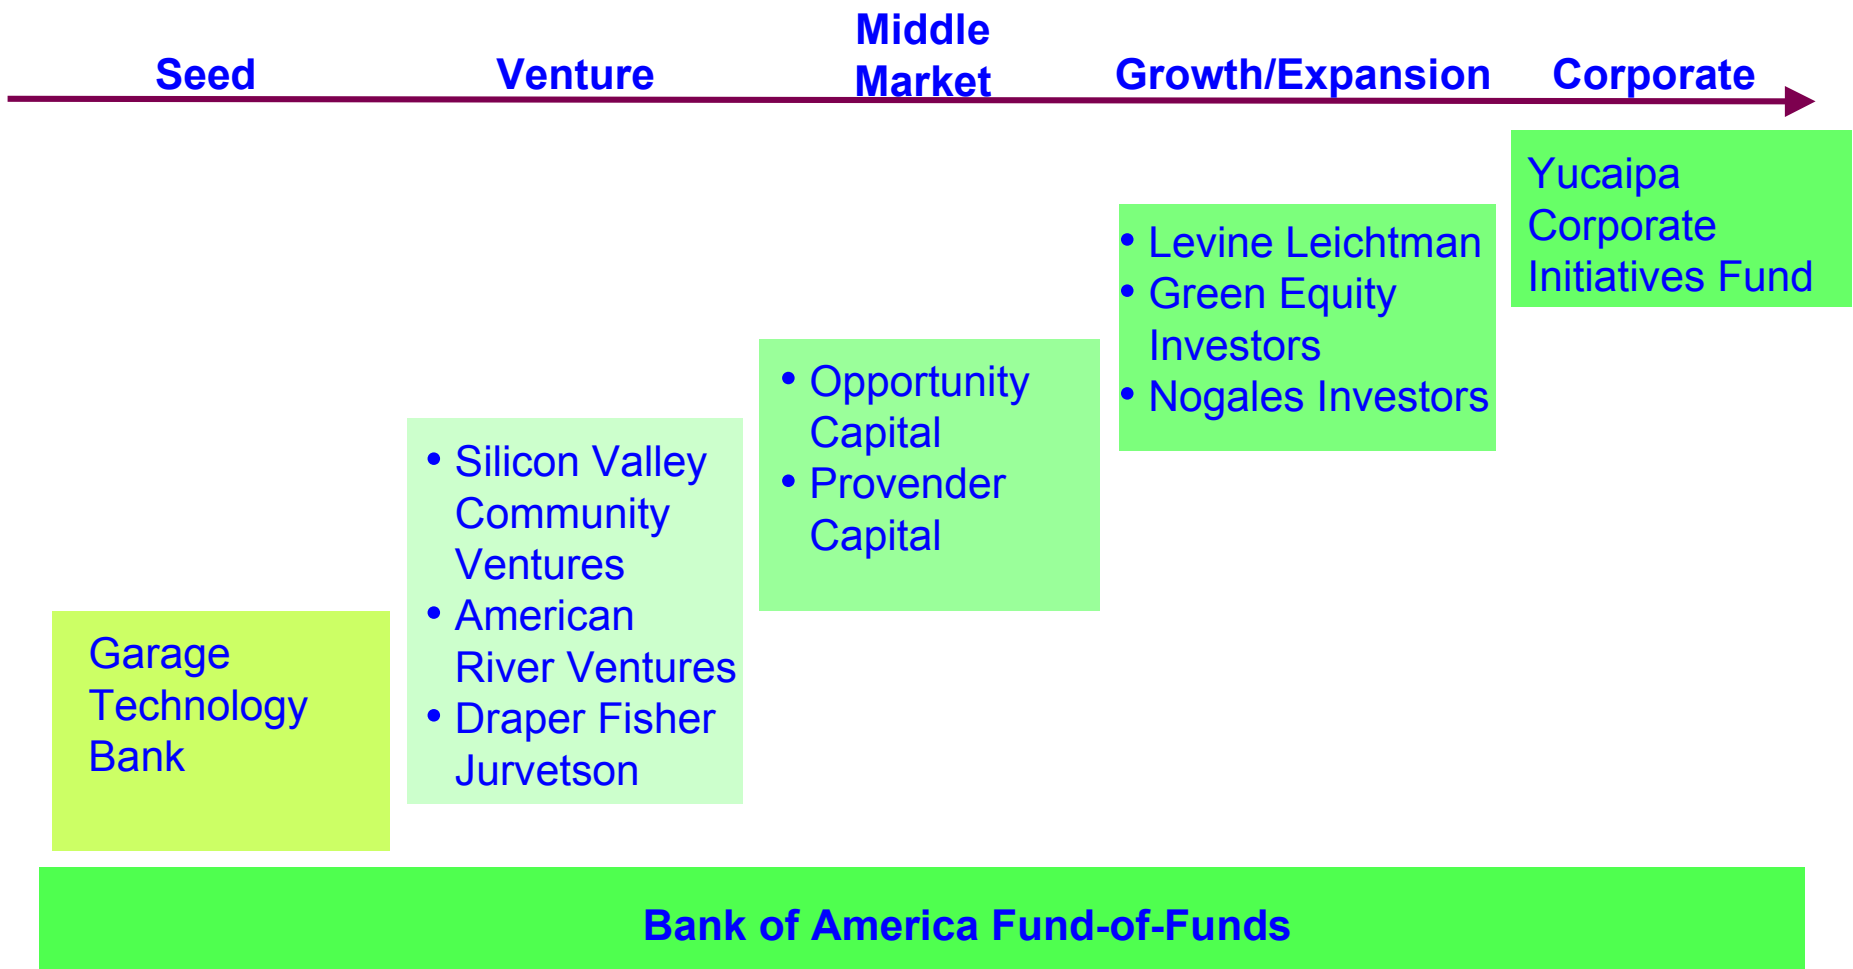 Seed
Venture
Middle
Market
Growth/Expansion
Corporate
Garage
Technology
Bank
• Silicon Valley
Community
Ventures
• American
River Ventures
• Draper Fisher
Jurvetson
• Opportunity
Capital
• Provender
Capital
• Levine Leichtman
• Green Equity
Investors
• Nogales Investors
Yucaipa
Corporate
Initiatives Fund
Bank of America Fund-of-Funds